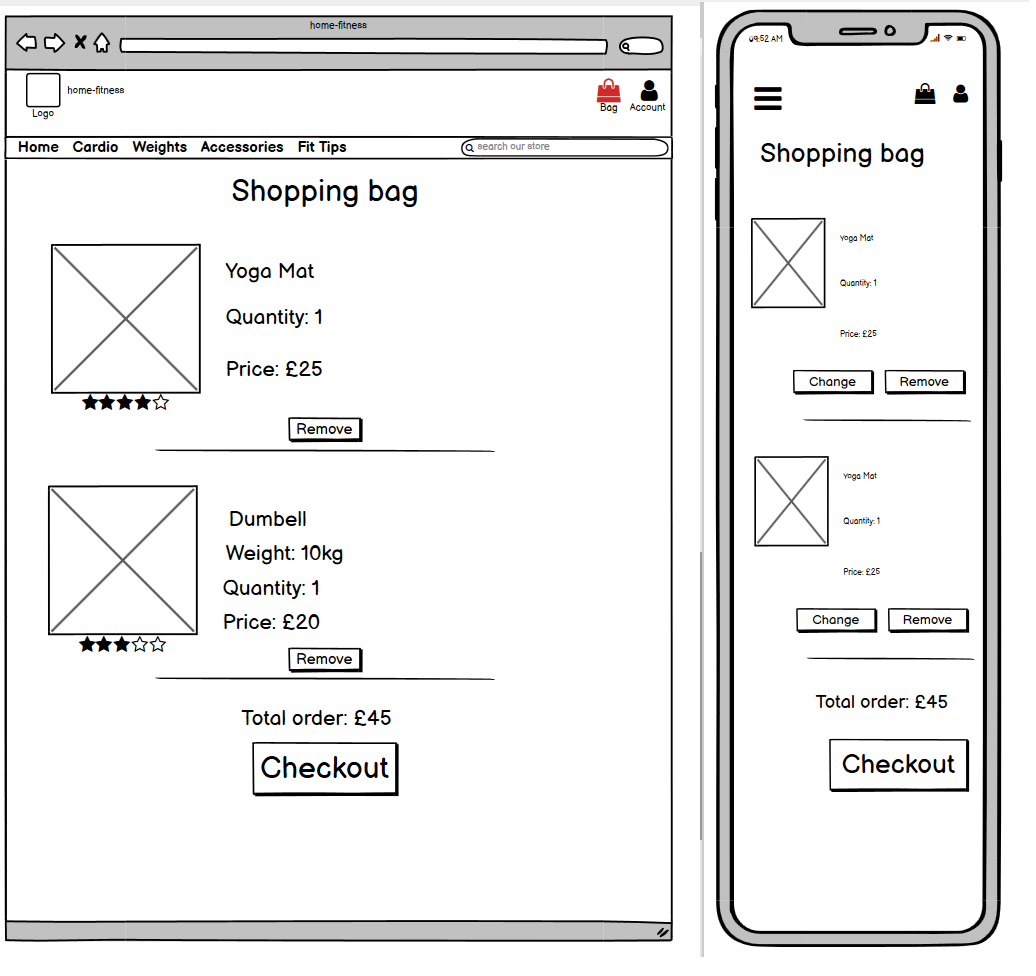 home-fitness
home-fitness
Logo
Bag Account
Home Cardio Weights Accessories Fit Tips search our store
Shopping bag
Yoga Mat
Quantity: 1
Price: £25
Remove
Dumbell
Weight: 10kg
Quantity: 1
Price: £20
Remove
Total order: £45
Checkout
09:52 AM
Shopping bag
Yoga Mat
Quantity: 1
Price: £25
Change Remove
Yoga Mat
Quantity: 1
Price: £25
Change Remove
Total order: £45
Checkout